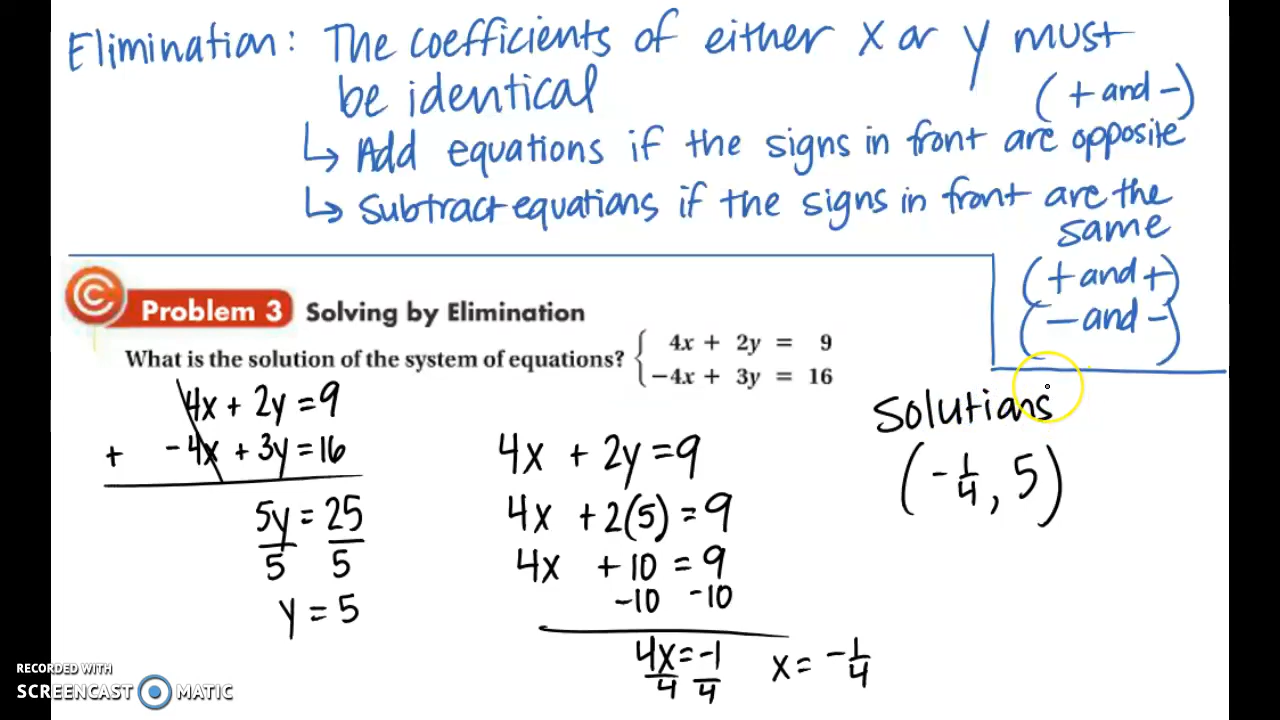 Elimination: The coefficients of either x or y must
be identical
(+ and -)
↳ Add equations if the signs in front are opposite
↳ Subtract equations if the signs in front are the
same
(+ and +)
(- and -)
C Problem 3 Solving by Elimination
What is the solution of the system of equations? { 4x + 2y = 9
−4x + 3y = 16
4x + 2y = 9
+ -4x + 3y = 16
5y = 25
5 5
y = 5
4x + 2y = 9
4x + 2(5) = 9
4x + 10 = 9
-10 -10
4x = -1
4 4
x = -1/4
Solutions
(-1/4, 5)
RECORDED WITH
SCREENCAST MATIC